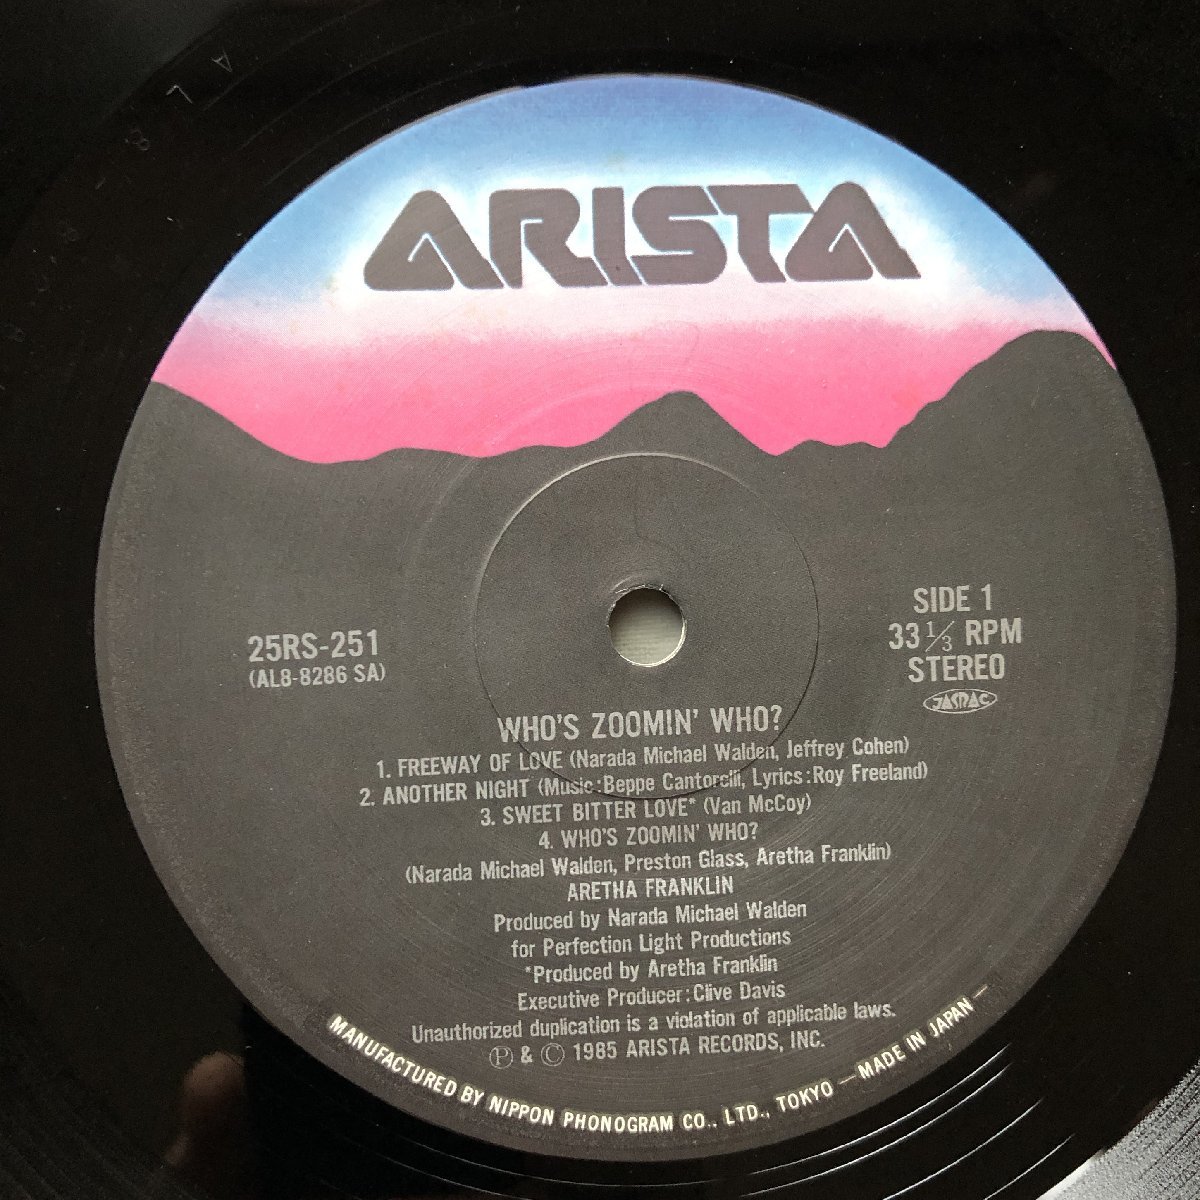 ARISTA
25RS-251
(AL8-8286 SA)
SIDE 1
33 1/3 RPM
STEREO
JASRAC
WHO'S ZOOMIN' WHO?
1. FREEWAY OF LOVE (Narada Michael Walden, Jeffrey Cohen)
2. ANOTHER NIGHT (Music:Beppe Cantorelli, Lyrics:Roy Freeland)
3. SWEET BITTER LOVE* (Van McCoy)
4. WHO'S ZOOMIN' WHO?
(Narada Michael Walden, Preston Glass, Aretha Franklin)
ARETHA FRANKLIN
Produced by Narada Michael Walden
for Perfection Light Productions
*Produced by Aretha Franklin
Executive Producer:Clive Davis
Unauthorized duplication is a violation of applicable laws.
Ⓟ & © 1985 ARISTA RECORDS, INC.
MANUFACTURED BY NIPPON PHONOGRAM CO., LTD., TOKYO — MADE IN JAPAN —